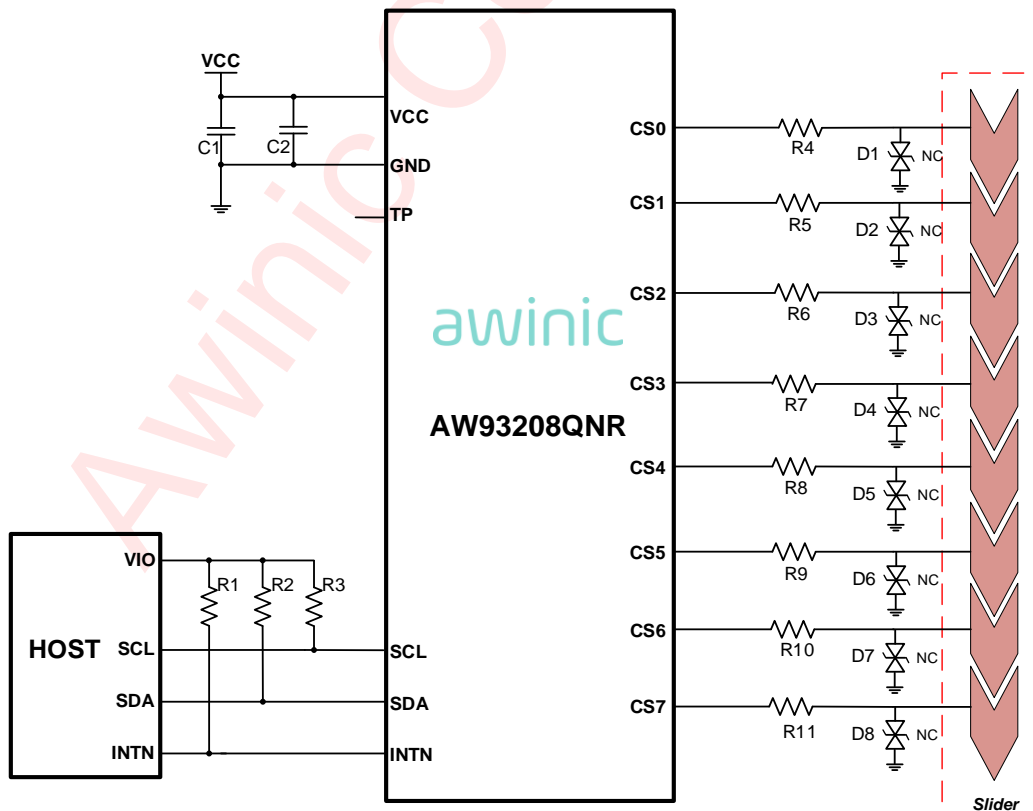 VCC
C1
C2
VCC
GND
TP
awinic
AW93208QNR
CS0
R4
D1
NC
CS1
R5
D2
NC
CS2
R6
D3
NC
CS3
R7
D4
NC
CS4
R8
D5
NC
CS5
R9
D6
NC
CS6
R10
D7
NC
CS7
R11
D8
NC
Slider
HOST
VIO
SCL
SDA
INTN
R1
R2
R3
SCL
SDA
INTN
Awinic C